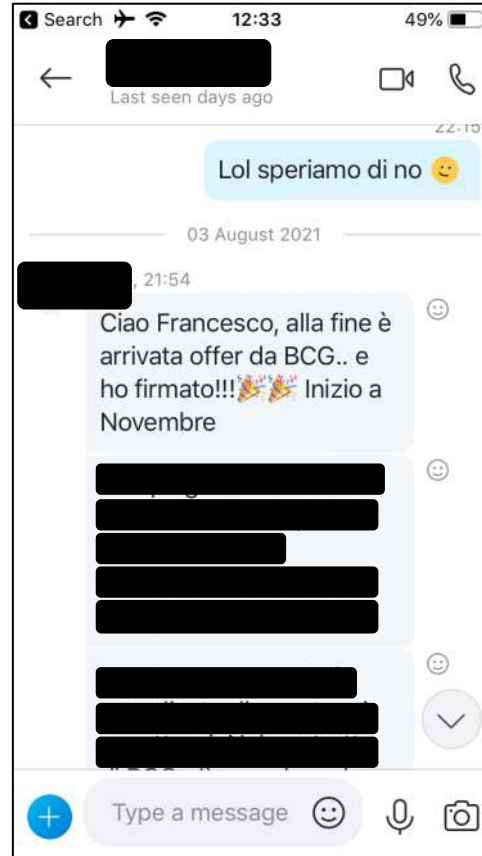 Search
12:33
49%
Last seen days ago
22:15
Lol speriamo di no 🙂
03 August 2021
, 21:54
Ciao Francesco, alla fine è
arrivata offer da BCG.. e
ho firmato!!!🎉🎉 Inizio a
Novembre
Type a message